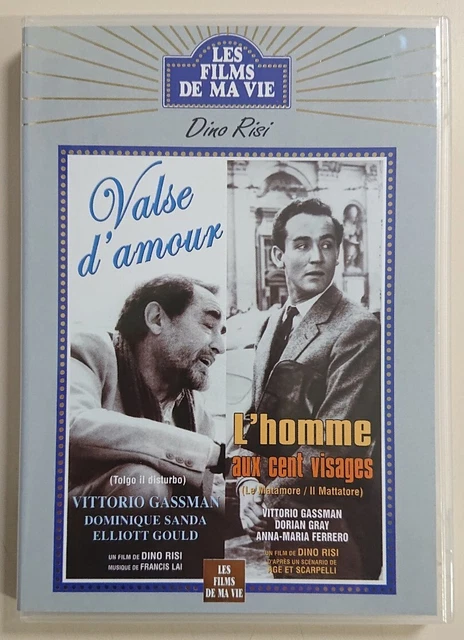 LES
FILMS
DE MA VIE
Dino Risi
Valse
d'amour
(Tolgo il disturbo)
VITTORIO GASSMAN
DOMINIQUE SANDA
ELLIOTT GOULD
UN FILM DE DINO RISI
MUSIQUE DE FRANCIS LAI
L'homme
aux cent visages
(Le Matamore / Il Mattatore)
VITTORIO GASSMAN
DORIAN GRAY
ANNA-MARIA FERRERO
UN FILM DE DINO RISI
D'APRÈS UN SCÉNARIO DE
AGE ET SCARPELLI
LES
FILMS
DE MA VIE